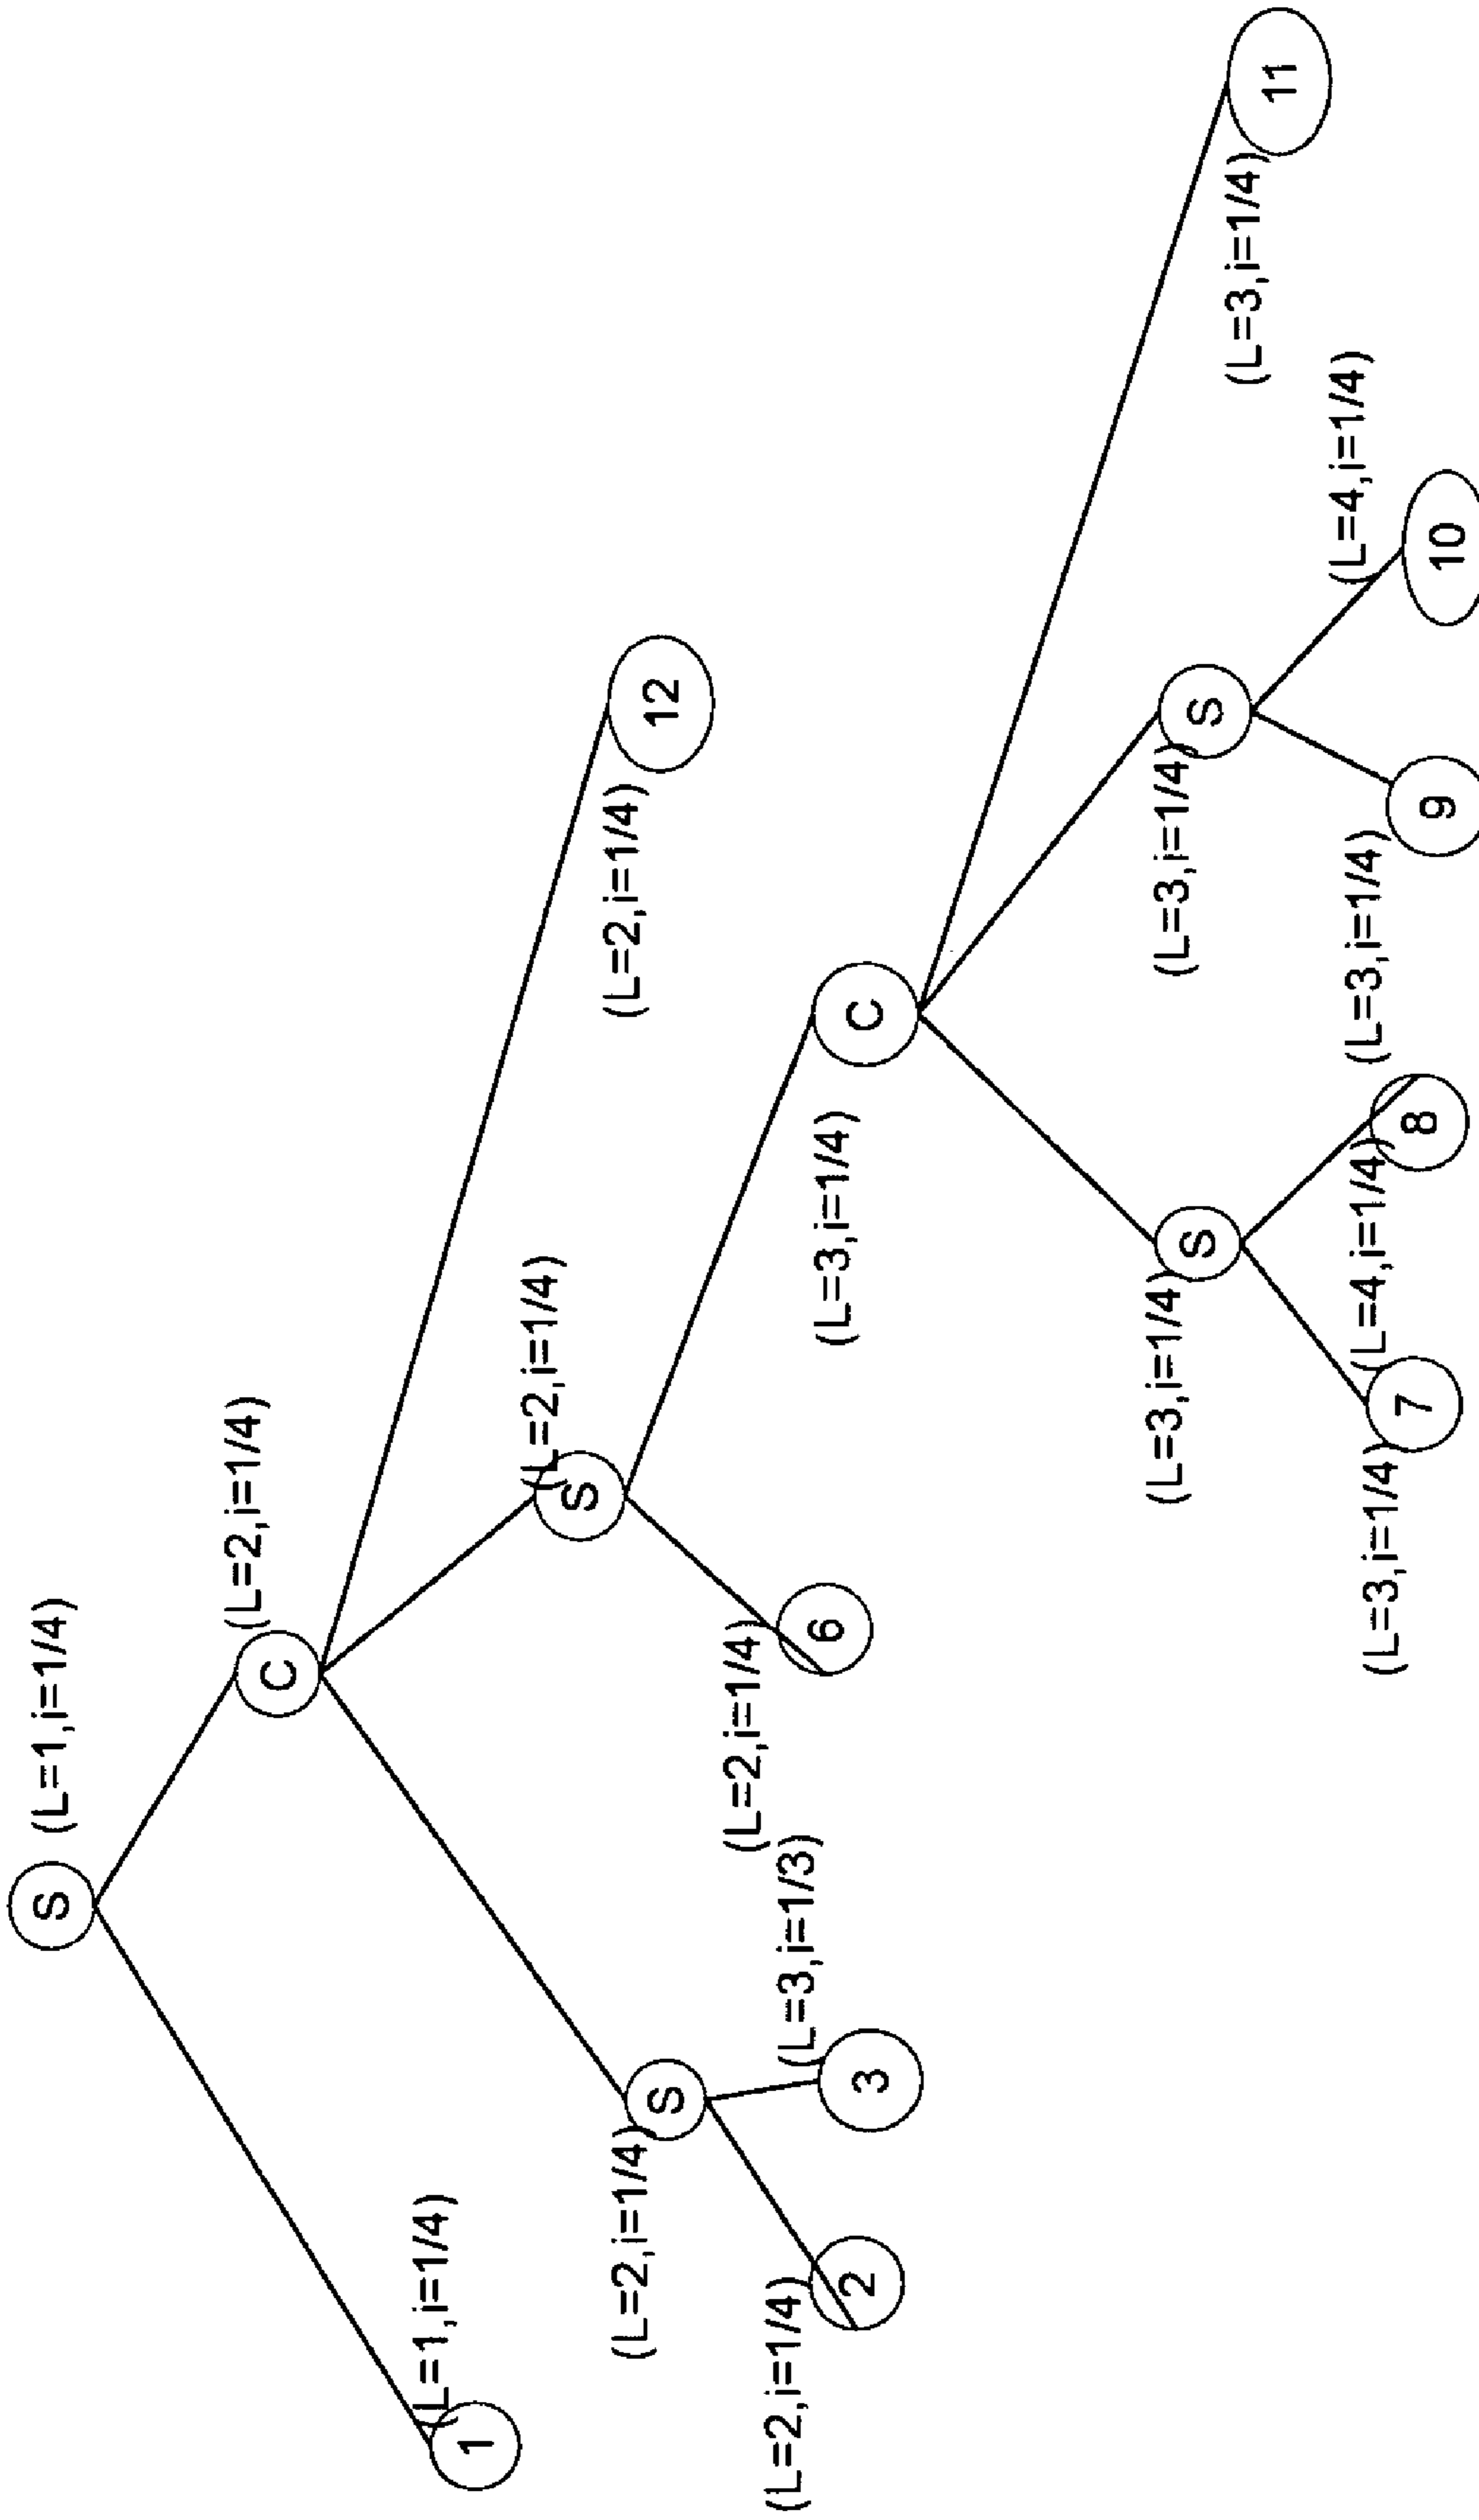 S
(L=1,i=1/4)
C
(L=2,i=1/4)
1
(L=1,i=1/4)
S
(L=2,i=1/4)
S
(L=2,i=1/4)
12
(L=2,i=1/4)
2
(L=2,i=1/4)
3
(L=3,i=1/3)
6
(L=2,i=1/4)
C
(L=3,i=1/4)
S
(L=3,i=1/4)
S
(L=3,i=1/4)
11
(L=3,i=1/4)
7
(L=3,i=1/4)
8
(L=4,i=1/4)
9
(L=3,i=1/4)
10
(L=4,i=1/4)